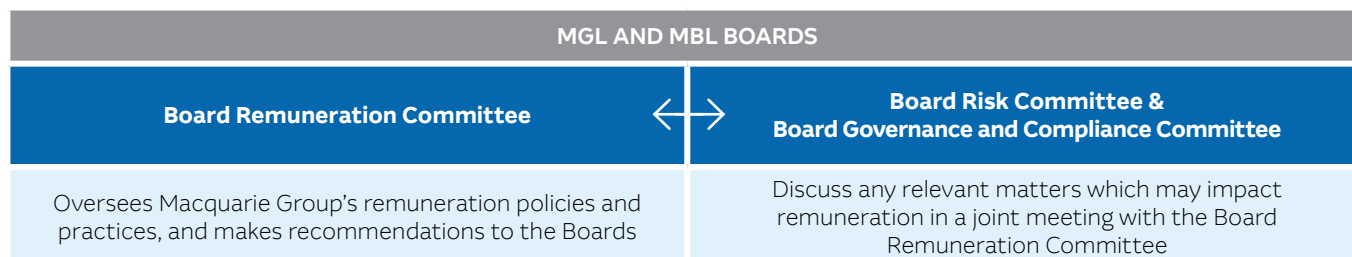 MGL AND MBL BOARDS
Board Remuneration Committee
Board Risk Committee &
Board Governance and Compliance Committee
Oversees Macquarie Group’s remuneration policies and
practices, and makes recommendations to the Boards
Discuss any relevant matters which may impact
remuneration in a joint meeting with the Board
Remuneration Committee